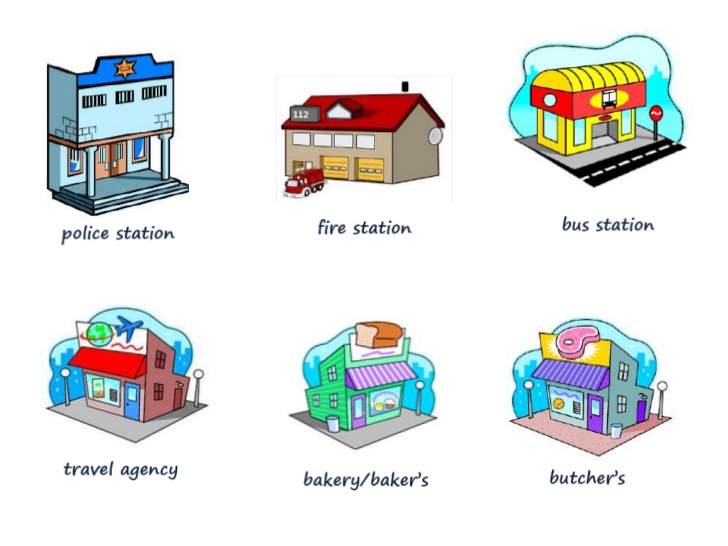 112
police station
fire station
bus station
travel agency
bakery/baker's
butcher's